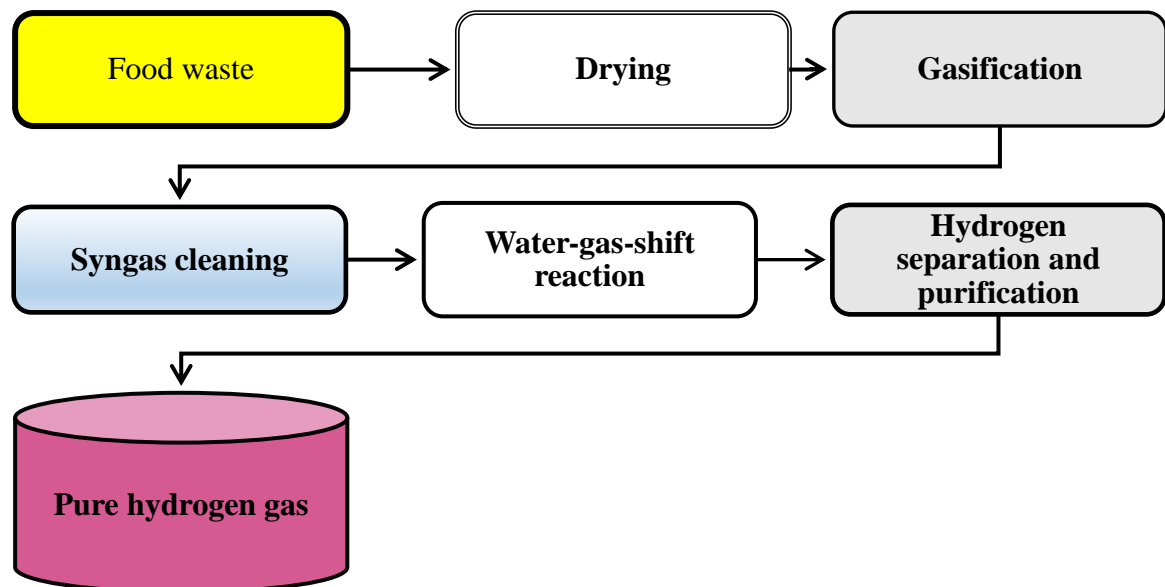 Food waste
Drying
Gasification
Syngas cleaning
Water-gas-shift
reaction
Hydrogen
separation and
purification
Pure hydrogen gas